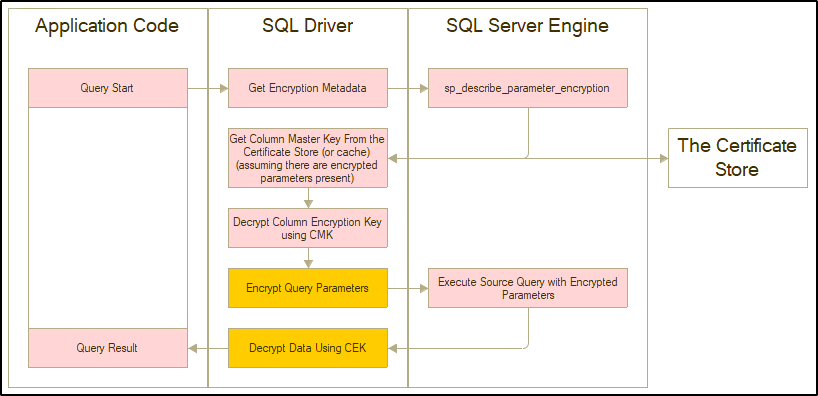 Application Code
SQL Driver
SQL Server Engine
Query Start
Get Encryption Metadata
sp_describe_parameter_encryption
Get Column Master Key From the
Certificate Store (or cache)
(assuming there are encrypted
parameters present)
The Certificate
Store
Decrypt Column Encryption Key
using CMK
Encrypt Query Parameters
Execute Source Query with Encrypted
Parameters
Query Result
Decrypt Data Using CEK